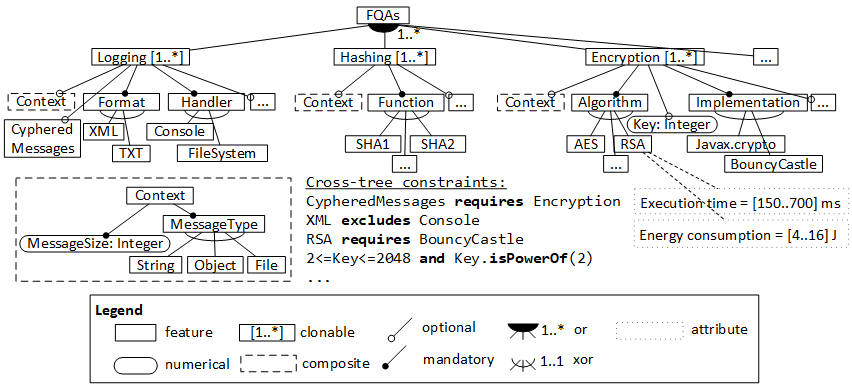 FQAs
1..*
Logging [1..*]
Hashing [1..*]
Encryption [1..*]
...
Context
Format
Handler
...
Context
Function
...
Context
Algorithm
Implementation
...
Cyphered
Messages
XML
Console
TXT
FileSystem
SHA1
SHA2
...
Key: Integer
AES
RSA
...
Javax.crypto
BouncyCastle
Context
MessageType
MessageSize: Integer
String
Object
File
Cross-tree constraints:
CypheredMessages requires Encryption
XML excludes Console
RSA requires BouncyCastle
2<=Key<=2048 and Key.isPowerOf(2)
...
Execution time = [150..700] ms
Energy consumption = [4..16] J
Legend
feature
[1..*] clonable
optional
1..* or
attribute
numerical
composite
mandatory
1..1 xor